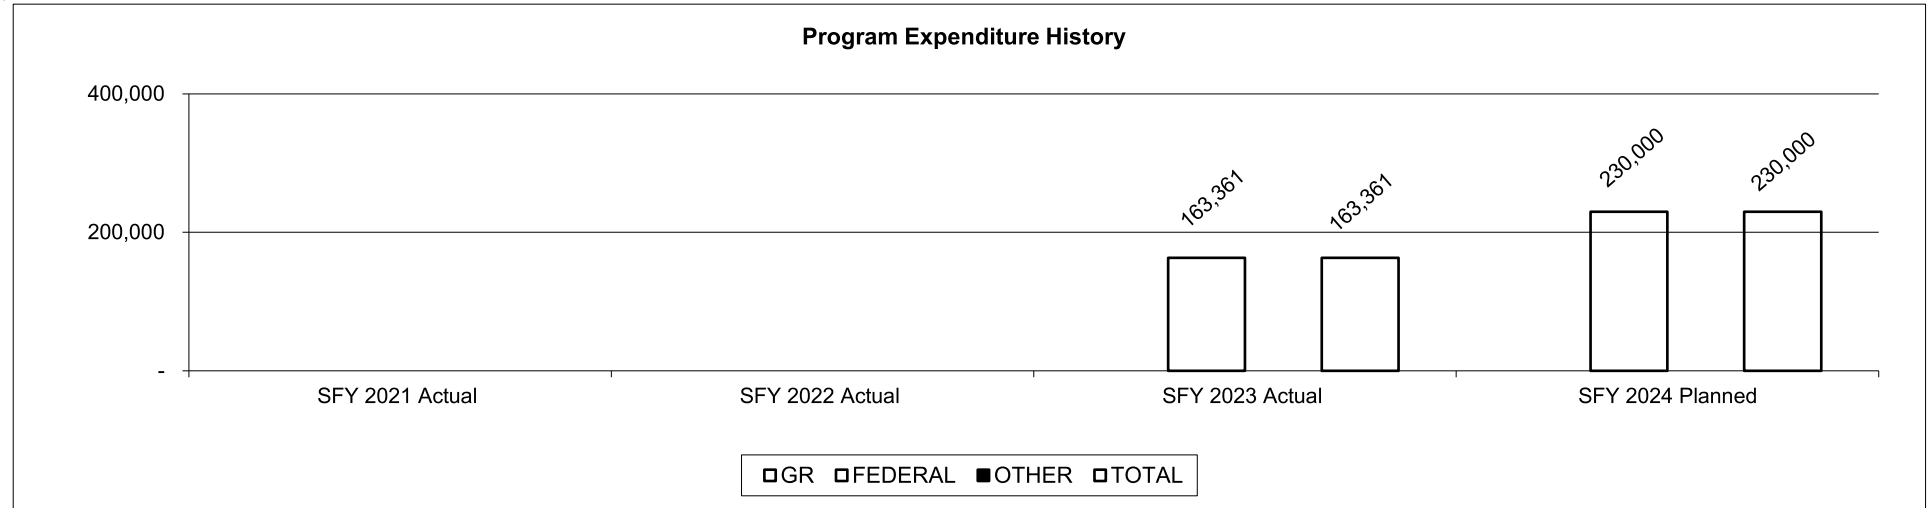 Program Expenditure History
400,000
200,000
-
163,361
163,361
230,000
230,000
SFY 2021 Actual
SFY 2022 Actual
SFY 2023 Actual
SFY 2024 Planned
GR FEDERAL OTHER TOTAL